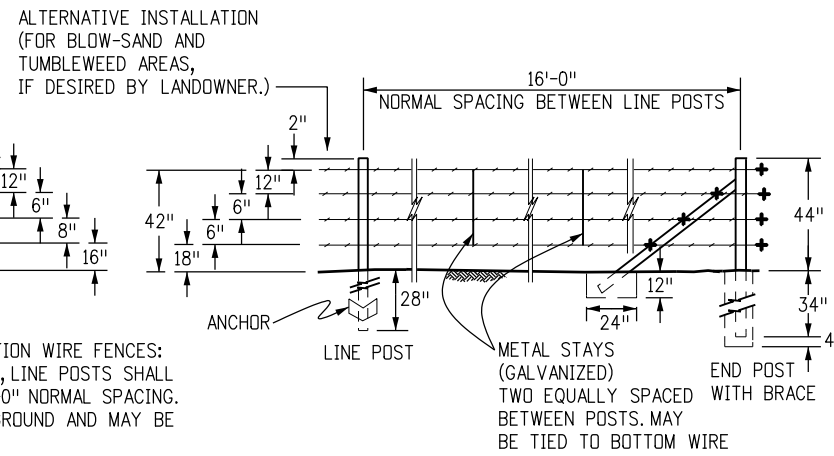 ALTERNATIVE INSTALLATION
(FOR BLOW-SAND AND
TUMBLEWEED AREAS,
IF DESIRED BY LANDOWNER.)
16'-0"
NORMAL SPACING BETWEEN LINE POSTS
2"
12"
6"
8"
16"
42"
12"
6"
6"
18"
44"
28"
12"
24"
34"
4
ANCHOR
LINE POST
METAL STAYS
(GALVANIZED)
TWO EQUALLY SPACED
BETWEEN POSTS. MAY
BE TIED TO BOTTOM WIRE
END POST
WITH BRACE
TION WIRE FENCES:
, LINE POSTS SHALL
0" NORMAL SPACING.
ROUND AND MAY BE